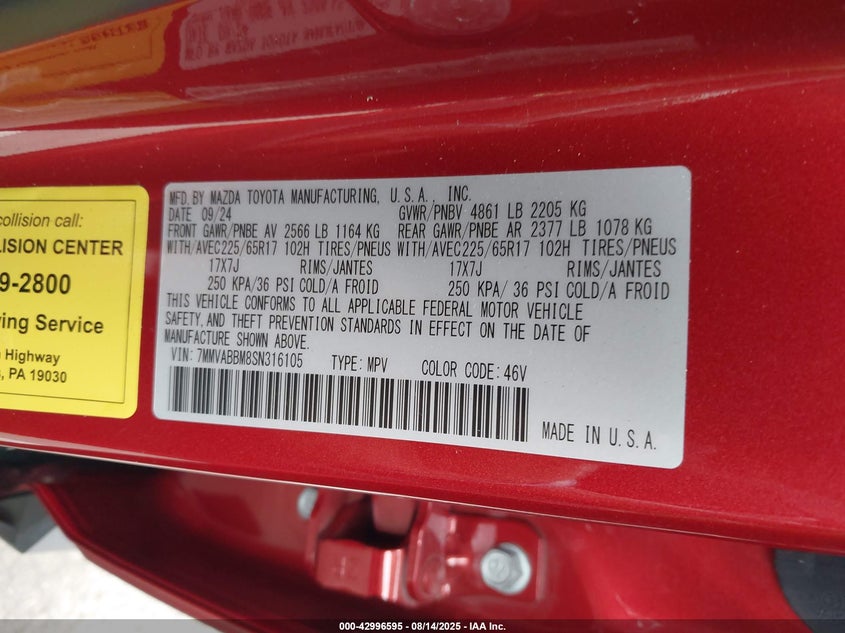 collision call:
LISION CENTER
9-2800
ving Service
Highway
, PA 19030
MFD. BY MAZDA TOYOTA MANUFACTURING, U.S.A., INC.
DATE 09/24 GVWR/PNBV 4861 LB 2205 KG
FRONT GAWR/PNBE AV 2566 LB 1164 KG REAR GAWR/PNBE AR 2377 LB 1078 KG
WITH/AVEC225/65R17 102H TIRES/PNEUS WITH/AVEC225/65R17 102H TIRES/PNEUS
17X7J RIMS/JANTES 17X7J RIMS/JANTES
250 KPA/36 PSI COLD/A FROID 250 KPA/ 36 PSI COLD/A FROID
THIS VEHICLE CONFORMS TO ALL APPLICABLE FEDERAL MOTOR VEHICLE
SAFETY, AND THEFT PREVENTION STANDARDS IN EFFECT ON THE DATE OF
MANUFACTURE SHOWN ABOVE.
VIN: 7MMVABBM8SN316105 TYPE: MPV COLOR CODE: 46V
MADE IN U.S.A.
000-42996595 - 08/14/2025 - IAA Inc.